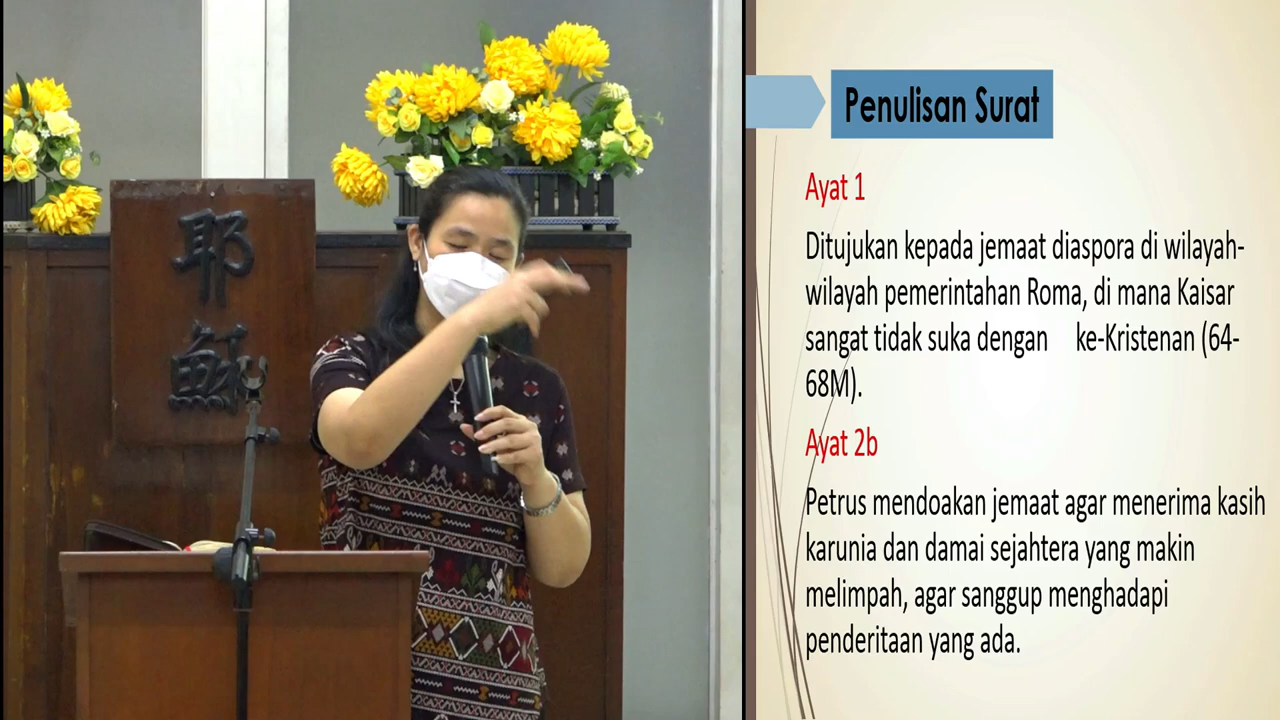 耶
穌
Penulisan Surat
Ayat 1
Ditujukan kepada jemaat diaspora di wilayah-
wilayah pemerintahan Roma, di mana Kaisar
sangat tidak suka dengan ke-Kristenan (64-
68M).
Ayat 2b
Petrus mendoakan jemaat agar menerima kasih
karunia dan damai sejahtera yang makin
melimpah, agar sanggup menghadapi
penderitaan yang ada.